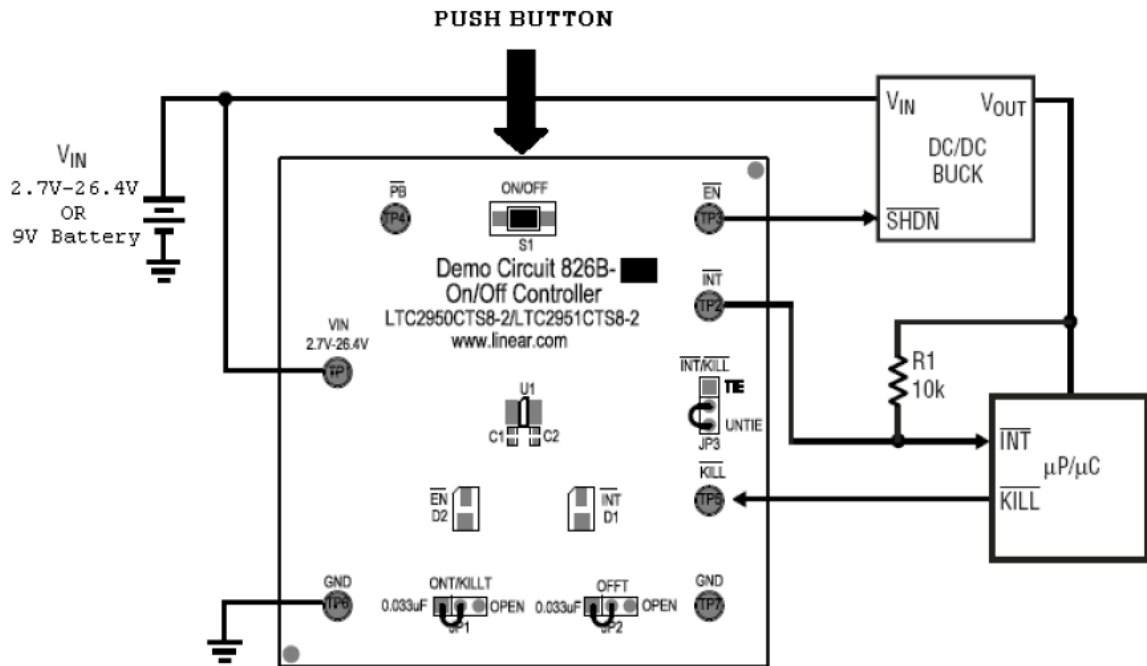 PUSH BUTTON
VIN
2.7V-26.4V
OR
9V Battery
VIN
VOUT
DC/DC
BUCK
SHDN
PB
TP4
ON/OFF
S1
EN
TP3
Demo Circuit 826B-
On/Off Controller
LTC2950CTS8-2/LTC2951CTS8-2
www.linear.com
INT
TP2
VIN
2.7V-26.4V
TP1
INT/KILL
TIE
UNTIE
JP3
U1
C1
C2
R1
10k
INT
µP/µC
KILL
KILL
TP5
EN
D2
INT
D1
GND
TP6
ONT/KILLT
0.033uF
OPEN
JP1
OFFT
0.033uF
OPEN
JP2
GND
TP7